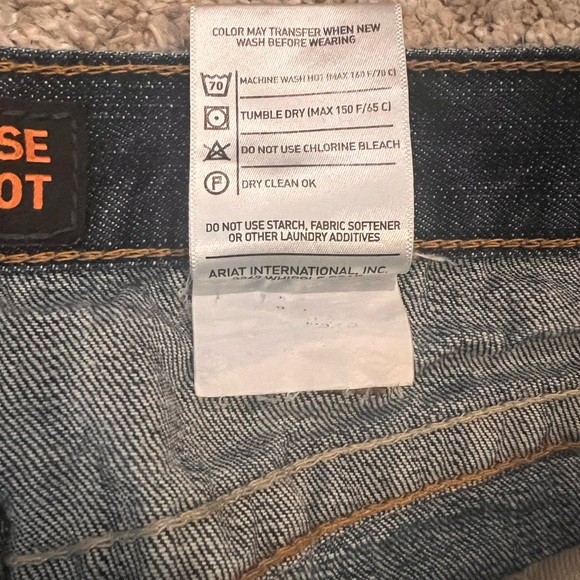 COLOR MAY TRANSFER WHEN NEW
WASH BEFORE WEARING
70 MACHINE WASH HOT (MAX 160 F/70 C)
TUMBLE DRY (MAX 150 F/65 C)
DO NOT USE CHLORINE BLEACH
P DRY CLEAN OK
DO NOT USE STARCH, FABRIC SOFTENER
OR OTHER LAUNDRY ADDITIVES
ARIAT INTERNATIONAL, INC.
SE
OT